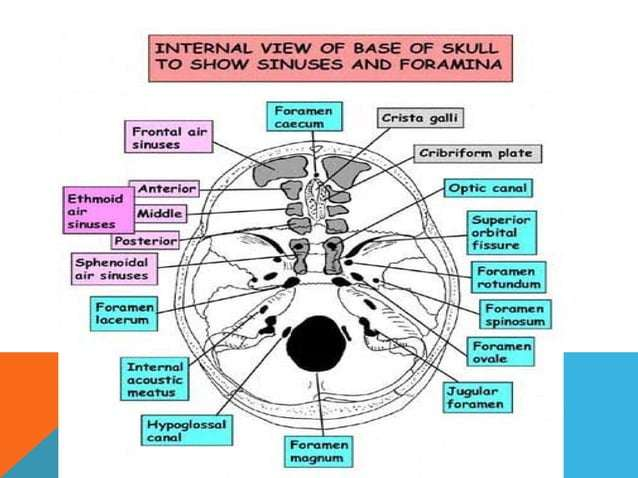 INTERNAL VIEW OF BASE OF SKULL
TO SHOW SINUSES AND FORAMINA
Foramen
caecum
Crista galli
Frontal air
sinuses
Cribriform plate
Ethmoid
air
sinuses
Anterior
Middle
Posterior
Optic canal
Superior
orbital
fissure
Sphenoidal
air sinuses
Foramen
rotundum
Foramen
lacerum
Foramen
spinosum
Foramen
ovale
Internal
acoustic
meatus
Jugular
foramen
Hypoglossal
canal
Foramen
magnum